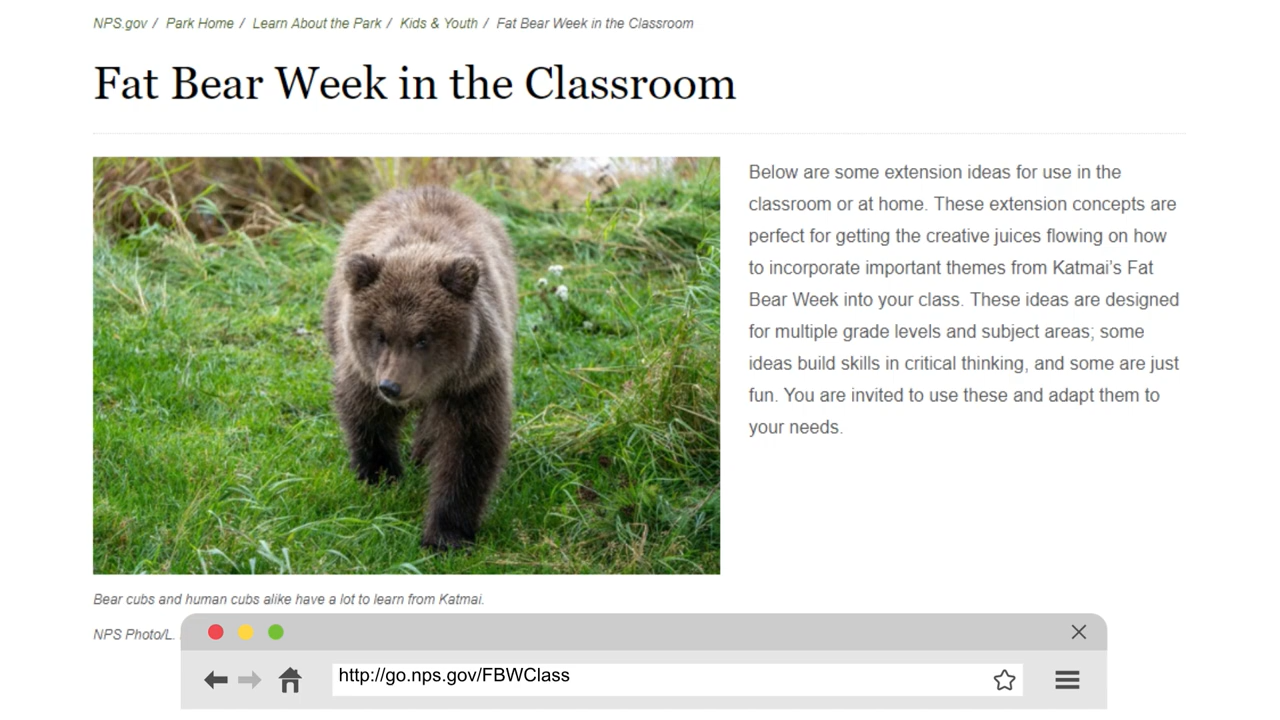 NPS.gov / Park Home / Learn About the Park / Kids & Youth / Fat Bear Week in the Classroom
Fat Bear Week in the Classroom
Below are some extension ideas for use in the
classroom or at home. These extension concepts are
perfect for getting the creative juices flowing on how
to incorporate important themes from Katmai's Fat
Bear Week into your class. These ideas are designed
for multiple grade levels and subject areas; some
ideas build skills in critical thinking, and some are just
fun. You are invited to use these and adapt them to
your needs.
Bear cubs and human cubs alike have a lot to learn from Katmai.
NPS Photo/L.
http://go.nps.gov/FBWClass